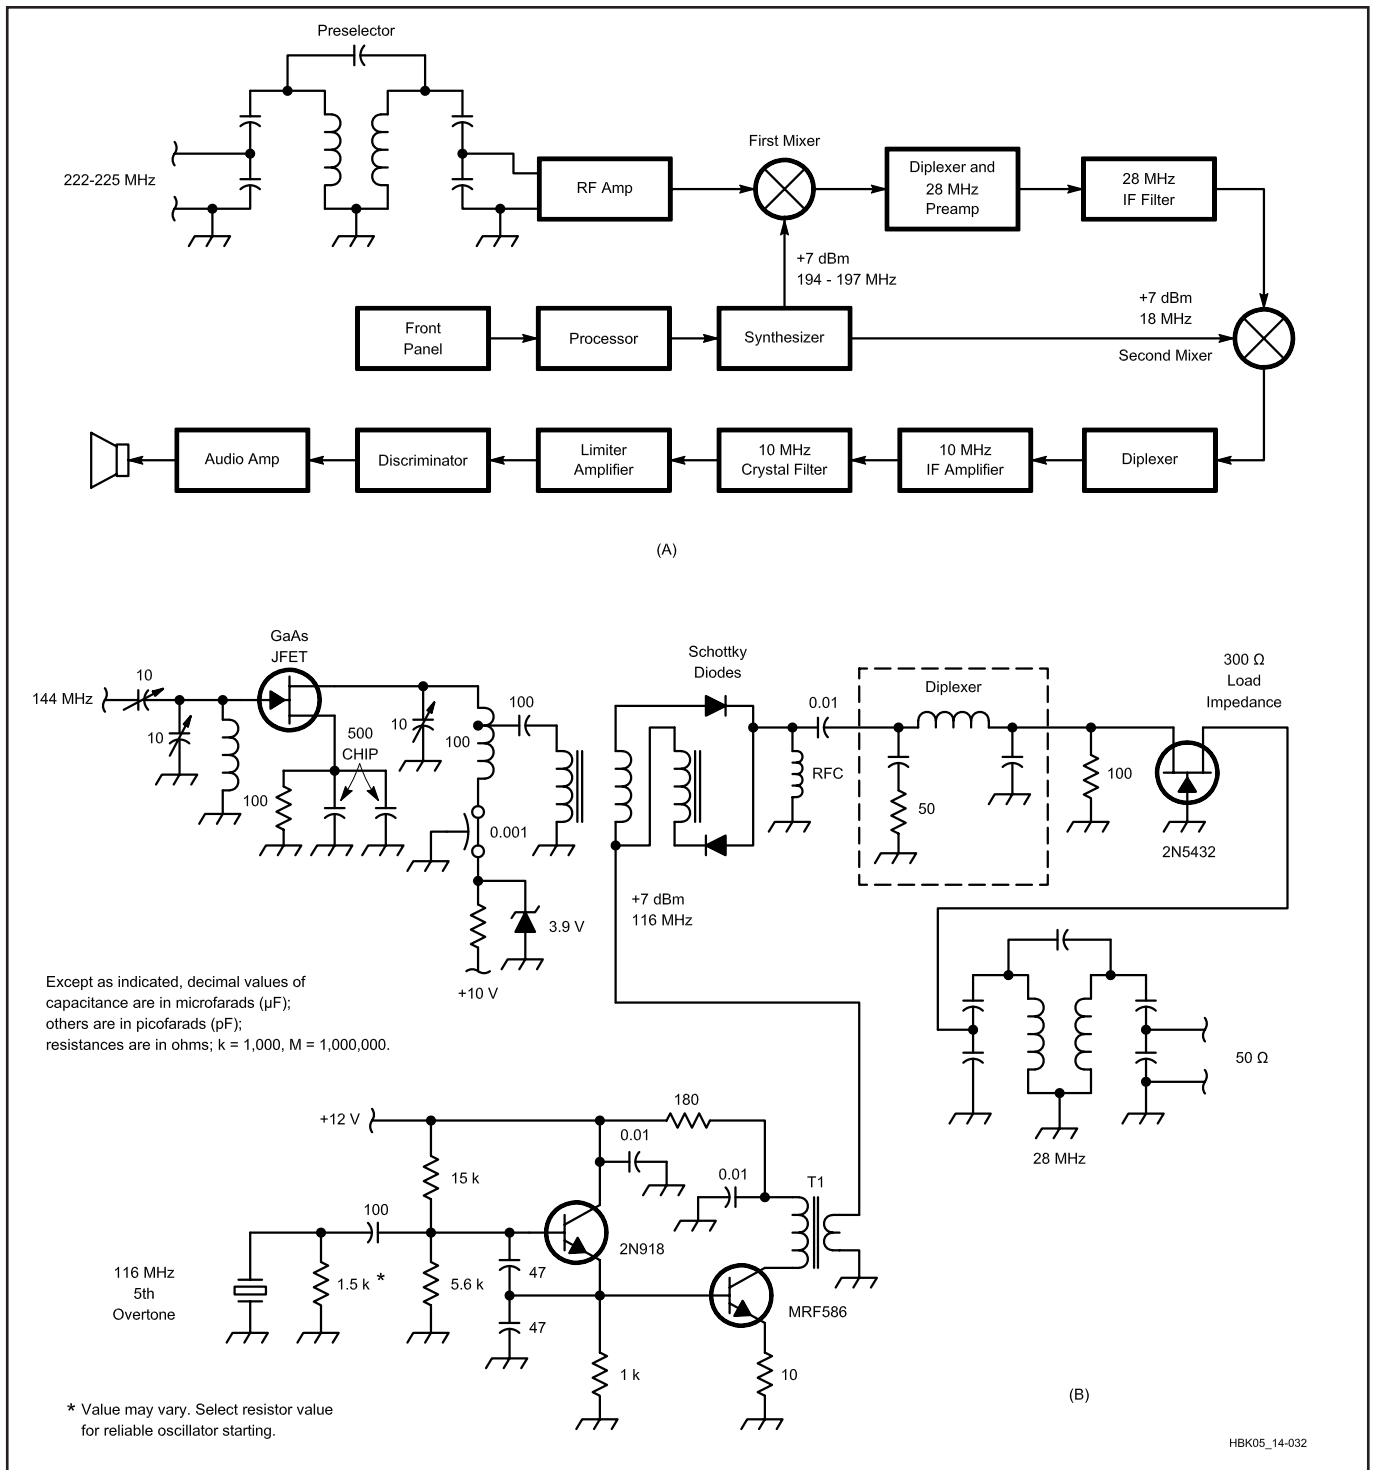 Preselector
222-225 MHz
RF Amp
First Mixer
Diplexer and
28 MHz
Preamp
28 MHz
IF Filter
+7 dBm
194 - 197 MHz
+7 dBm
18 MHz
Second Mixer
Front
Panel
Processor
Synthesizer
Audio Amp
Discriminator
Limiter
Amplifier
10 MHz
Crystal Filter
10 MHz
IF Amplifier
Diplexer
(A)
GaAs
JFET
144 MHz
10
10
100
500
CHIP
10
100
100
0.001
3.9 V
+10 V
Schottky
Diodes
+7 dBm
116 MHz
RFC
0.01
Diplexer
50
100
300 Ω
Load
Impedance
2N5432
50 Ω
28 MHz
Except as indicated, decimal values of
capacitance are in microfarads (µF);
others are in picofarads (pF);
resistances are in ohms; k = 1,000, M = 1,000,000.
+12 V
180
0.01
0.01
T1
15 k
100
2N918
116 MHz
5th
Overtone
1.5 k *
5.6 k
47
47
MRF586
1 k
10
(B)
* Value may vary. Select resistor value
for reliable oscillator starting.
HBK05_14-032